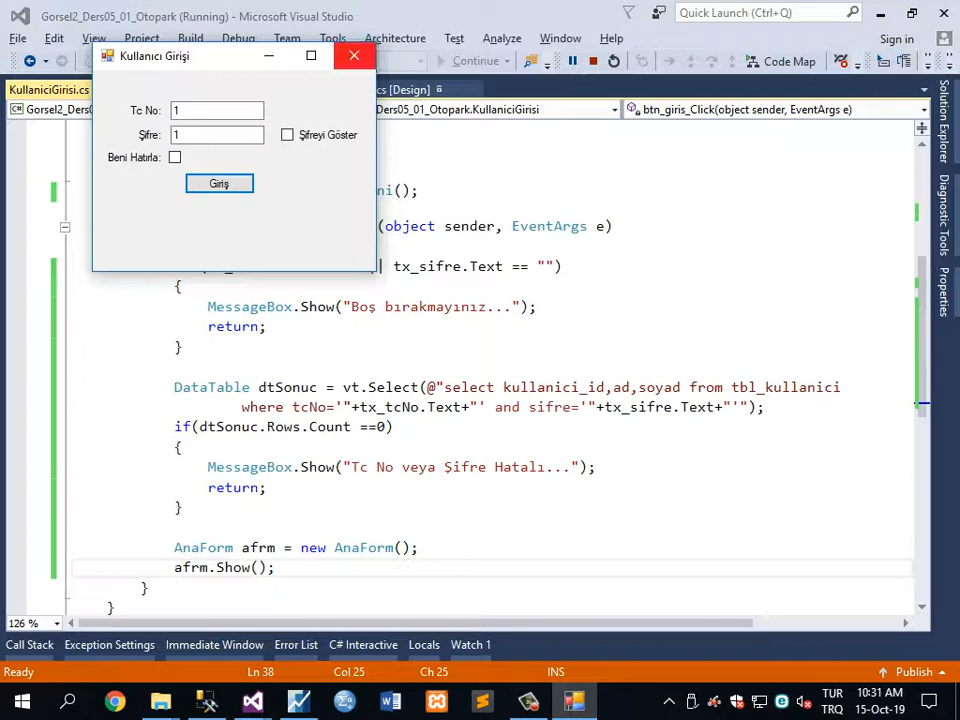 Gorsel2_Ders05_01_Otopark (Running) - Microsoft Visual Studio
Quick Launch (Ctrl+Q)
File Edit View Project Build Debug Team Tools Architecture Test Analyze Window Help
Sign in
Continue
Code Map
Kullanıcı Girişi
Tc No: 1
Şifre: 1
Şifreyi Göster
Beni Hatırla:
Giriş
KullaniciGirisi.cs
cs [Design]
Gorsel2_Ders0
Ders05_01_Otopark.KullaniciGirisi
btn_giris_Click(object sender, EventArgs e)
ni();
(object sender, EventArgs e)
| tx_sifre.Text == "")
{
MessageBox.Show("Boş bırakmayınız...");
return;
}
DataTable dtSonuc = vt.Select(@"select kullanici_id,ad,soyad from tbl_kullanici
where tcNo='"+tx_tcNo.Text+"' and sifre='"+tx_sifre.Text+"'");
if(dtSonuc.Rows.Count ==0)
{
MessageBox.Show("Tc No veya Şifre Hatalı...");
return;
}
AnaForm afrm = new AnaForm();
afrm.Show();
}
}
Solution Explorer
Diagnostic Tools
Properties
126 %
Call Stack Exception Settings Immediate Window Error List C# Interactive Locals Watch 1
Ready Ln 38 Col 25 Ch 25 INS Publish
TUR
TRQ
10:31 AM
15-Oct-19